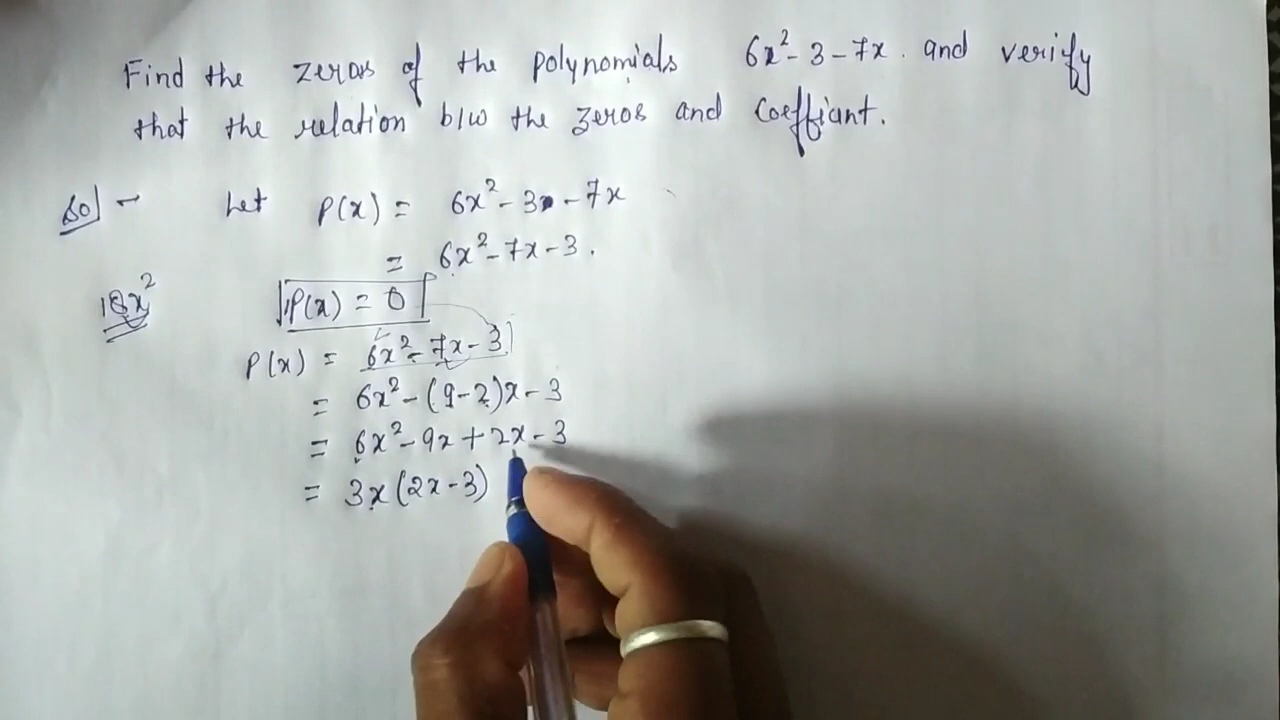 Find the zeros of the polynomials 6x² - 3 - 7x. and verify
that the relation b/w the zeros and coeffiant.
Sol - Let P(x) = 6x² - 3 - 7x
= 6x² - 7x - 3.
18x²
P(x) = 0
P(x) = 6x² - 7x - 3
= 6x² - (9-2)x - 3
= 6x² - 9x + 2x - 3
= 3x(2x-3)